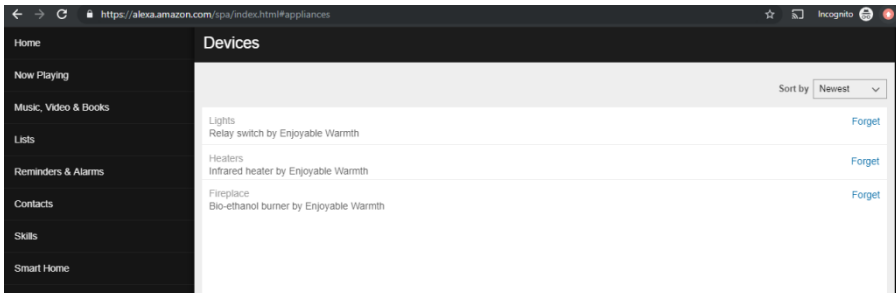 https://alexa.amazon.com/spa/index.html#appliances
Incognito
Home
Now Playing
Music, Video & Books
Lists
Reminders & Alarms
Contacts
Skills
Smart Home
Devices
Sort by Newest
Lights
Relay switch by Enjoyable Warmth
Forget
Heaters
Infrared heater by Enjoyable Warmth
Forget
Fireplace
Bio-ethanol burner by Enjoyable Warmth
Forget